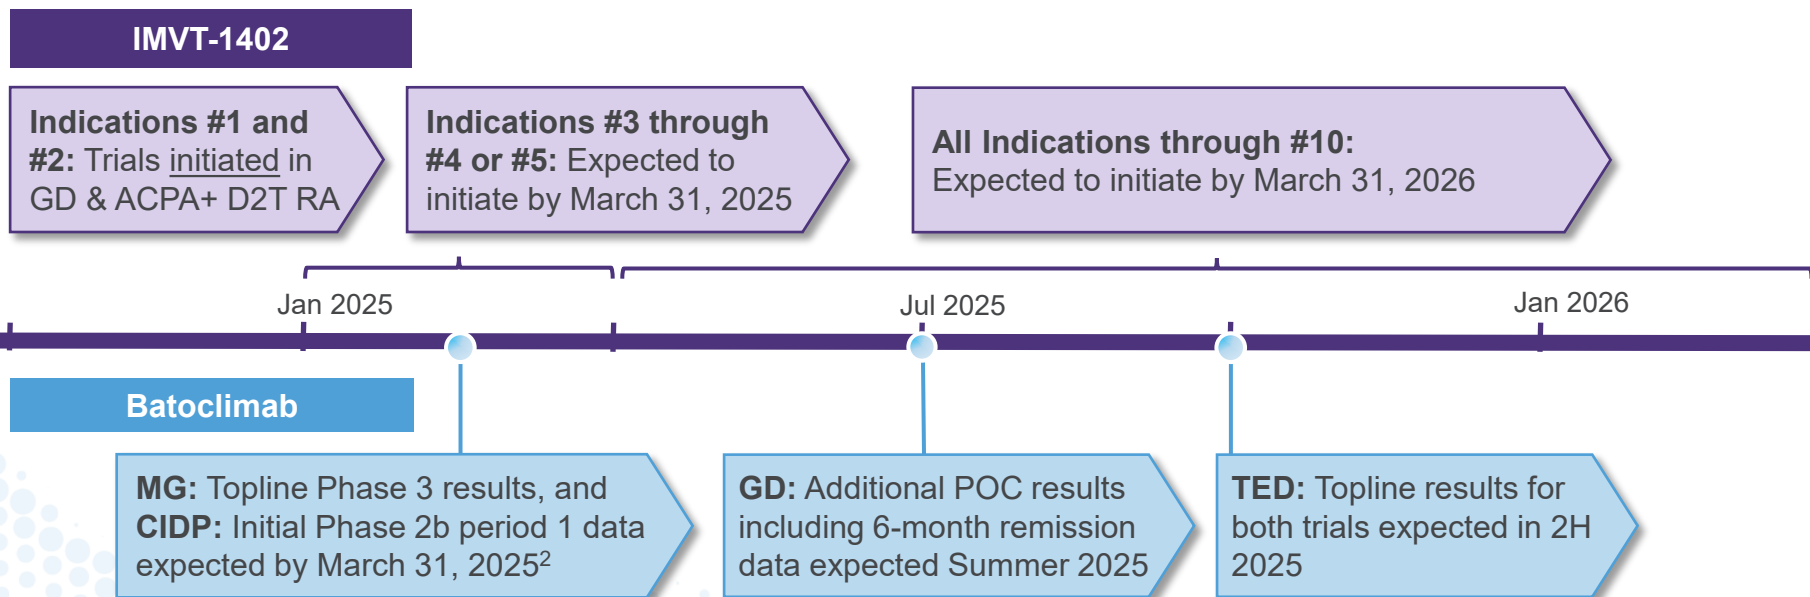 IMVT-1402
Indications #1 and
#2: Trials initiated in
GD & ACPA+ D2T RA
Indications #3 through
#4 or #5: Expected to
initiate by March 31, 2025
All Indications through #10:
Expected to initiate by March 31, 2026
Jan 2025
Jul 2025
Jan 2026
Batoclimab
MG: Topline Phase 3 results, and
CIDP: Initial Phase 2b period 1 data
expected by March 31, 2025²
GD: Additional POC results
including 6-month remission
data expected Summer 2025
TED: Topline results for
both trials expected in 2H
2025